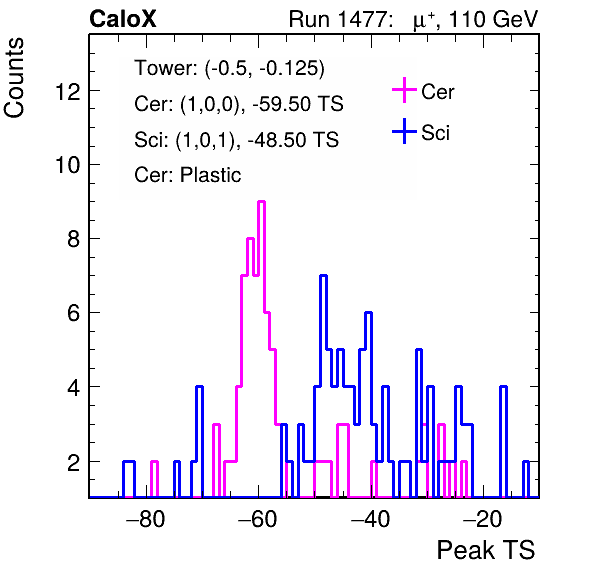 CaloX Run 1477: μ⁺, 110 GeV
Counts
Tower: (-0.5, -0.125)
Cer: (1,0,0), -59.50 TS
Sci: (1,0,1), -48.50 TS
Cer: Plastic
Cer
Sci
12
10
8
6
4
2
−80 −60 −40 −20
Peak TS